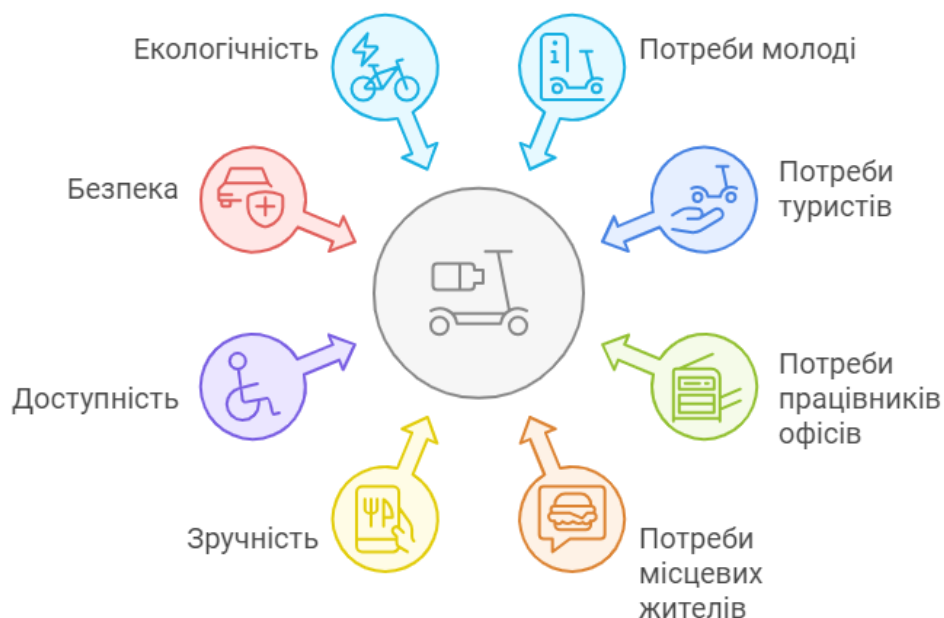 Екологічність
Потреби молоді
Безпека
Потреби
туристів
Доступність
Потреби
працівників
офісів
Зручність
Потреби
місцевих
жителів